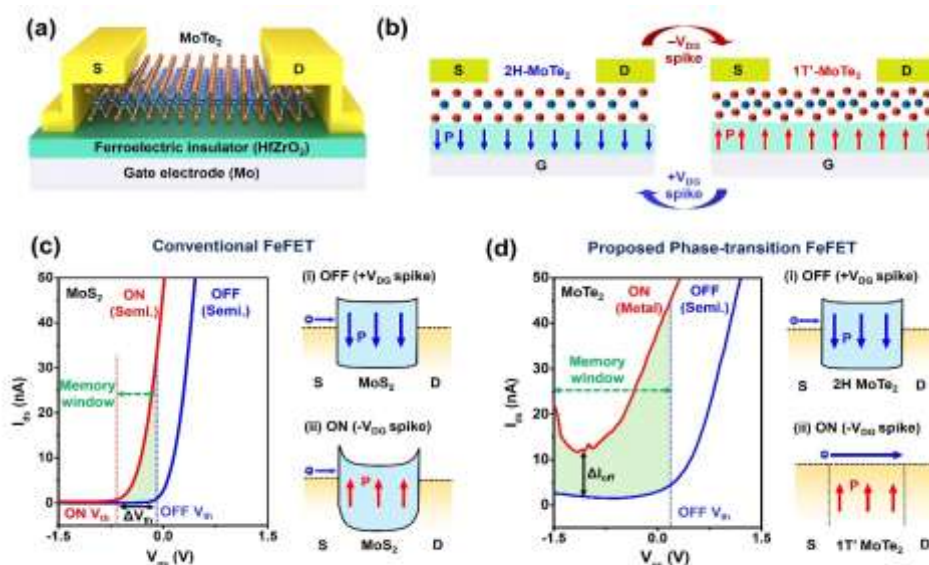 (a)
MoTe2
S
D
Ferroelectric insulator (HfZrO2)
Gate electrode (Mo)
(b)
–VDG
spike
S
2H-MoTe2
D
S
1T'-MoTe2
D
P
P
G
G
+VDG
spike
(c)
Conventional FeFET
50
40
30
20
10
0
Ids (nA)
MoS2
ON
(Semi.)
OFF
(Semi.)
Memory
window
ON Vth
ΔVth
OFF Vth
-1.5
0.0
1.5
(V)
(i) OFF (+VDG spike)
P
S
MoS2
D
(ii) ON (-VDG spike)
P
S
MoS2
D
(d)
Proposed Phase-transition FeFET
50
40
30
20
10
0
Ids (nA)
MoTe2
ON
(Metal)
OFF
(Semi.)
Memory
window
ΔIoff
OFF Vth
-1.5
0.0
1.5
(V)
(i) OFF (+VDG spike)
P
S
2H MoTe2
D
(ii) ON (-VDG spike)
P
S
1T' MoTe2
D